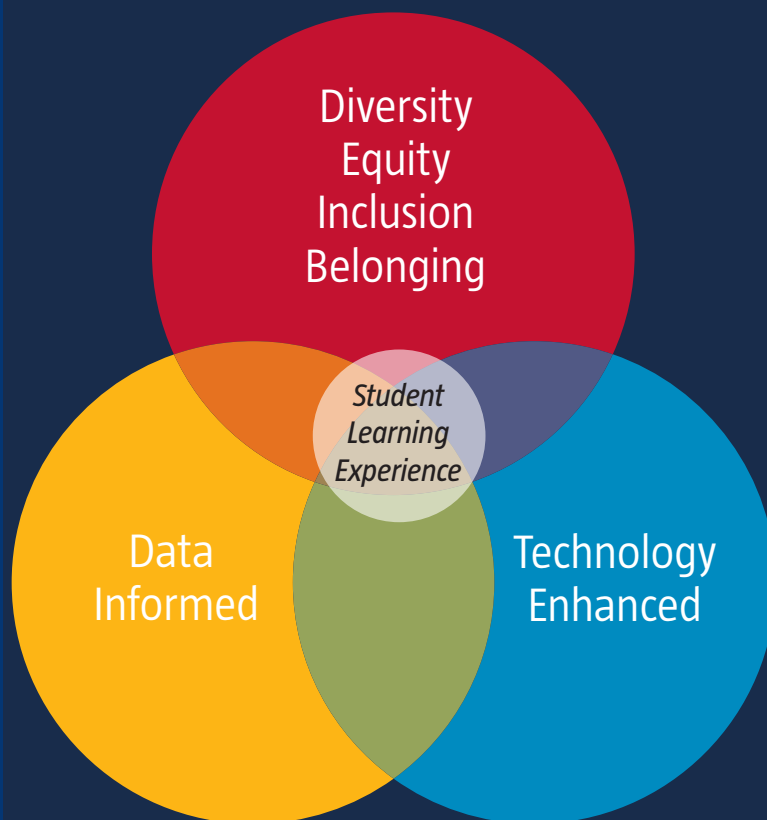 Diversity
Equity
Inclusion
Belonging
Student
Learning
Experience
Data
Informed
Technology
Enhanced